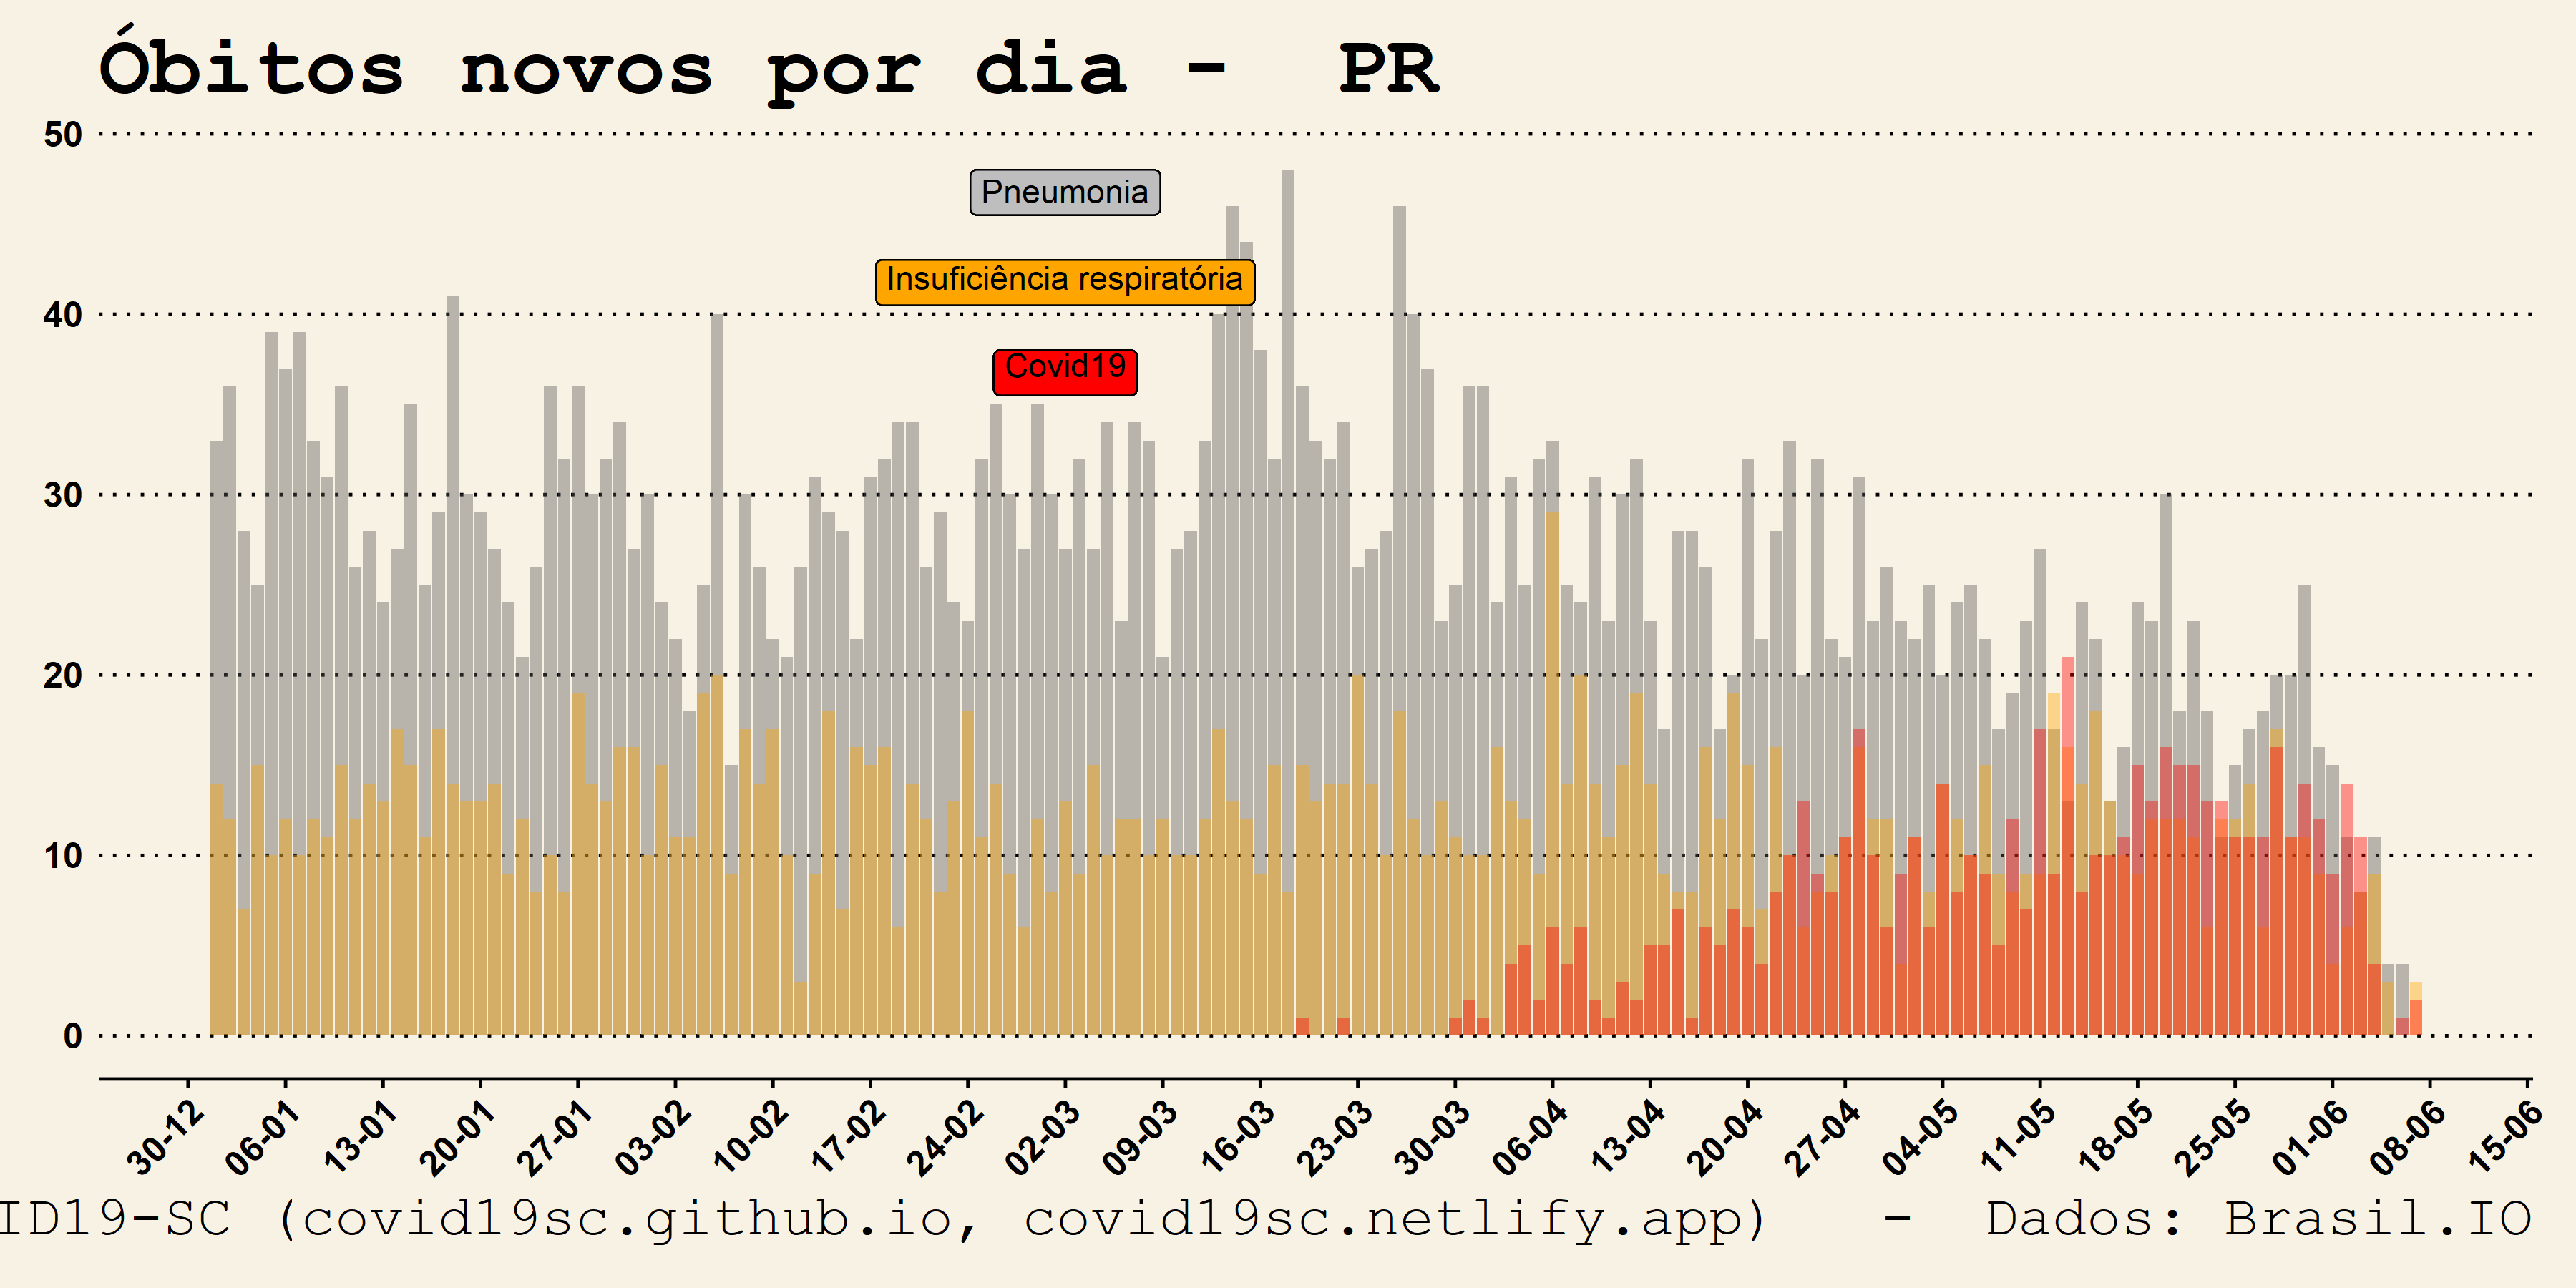 Óbitos novos por dia - PR
50
Pneumonia
Insuficiência respiratória
40
Covid19
30
20
10
0
30-12 06-01 13-01 20-01 27-01 03-02 10-02 17-02 24-02 02-03 09-03 16-03 23-03 30-03 06-04 13-04 20-04 27-04 04-05 11-05 18-05 25-05 01-06 08-06 15-06
ID19-SC (covid19sc.github.io, covid19sc.netlify.app) - Dados: Brasil.IO